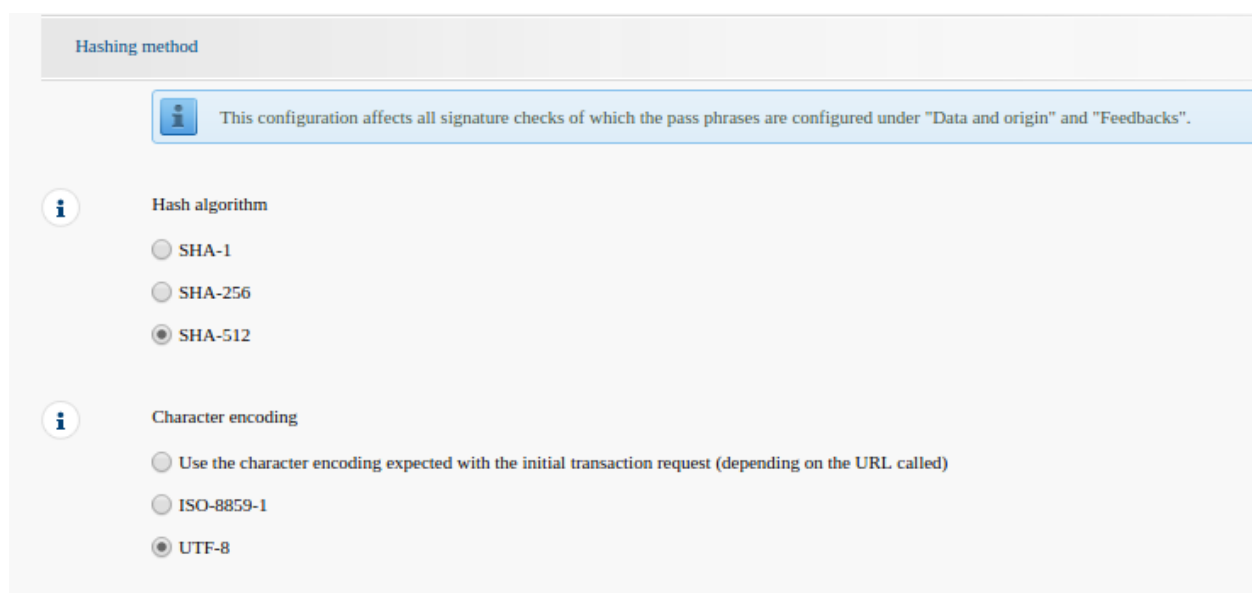 Hashing method
This configuration affects all signature checks of which the pass phrases are configured under "Data and origin" and "Feedbacks".
Hash algorithm
SHA-1
SHA-256
SHA-512
Character encoding
Use the character encoding expected with the initial transaction request (depending on the URL called)
ISO-8859-1
UTF-8